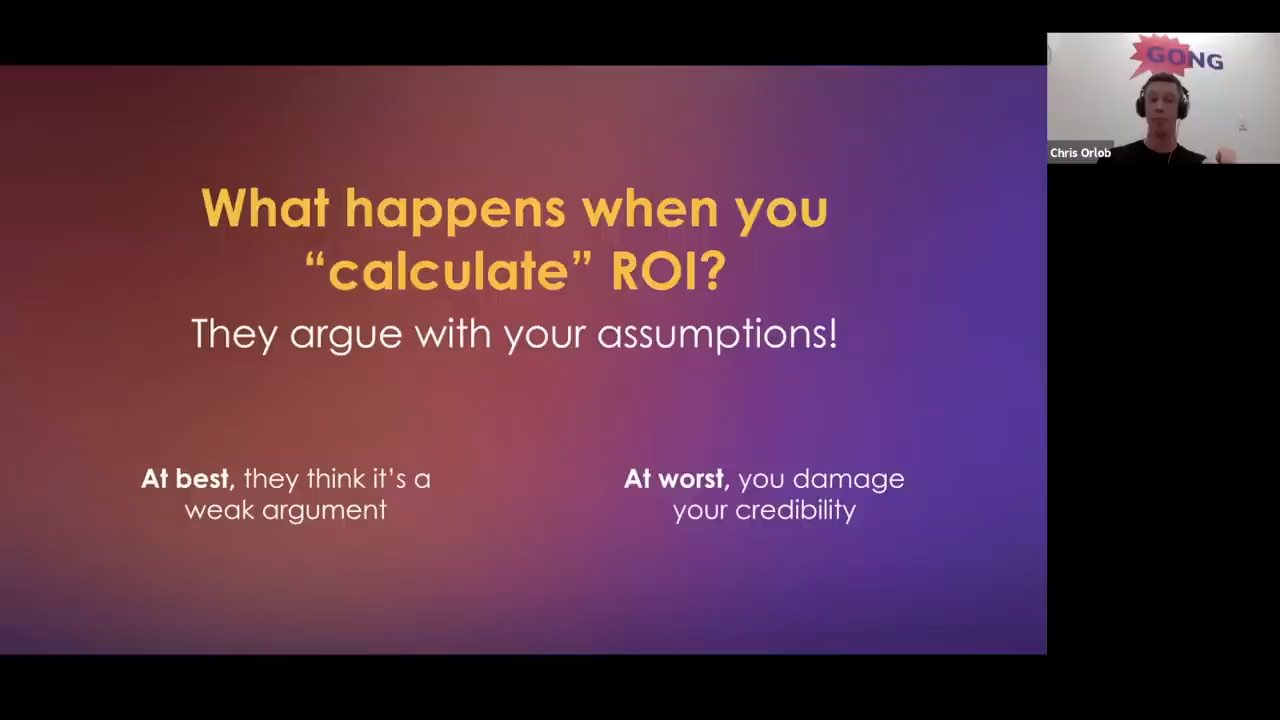 What happens when you
“calculate” ROI?
They argue with your assumptions!
At best, they think it’s a
weak argument
At worst, you damage
your credibility
GONG
Chris Orlob